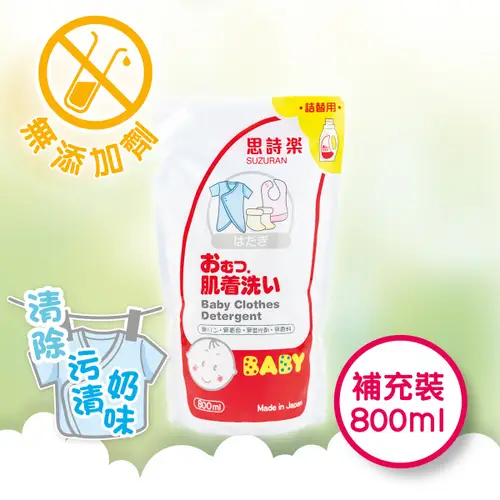 無添加劑
詰替用
思詩楽
SUZURAN
はだぎ
おむつ、
肌着洗い
Baby Clothes
Detergent
BABY
800ml
Made in Japan
清除
污漬
奶味
補充裝
800ml